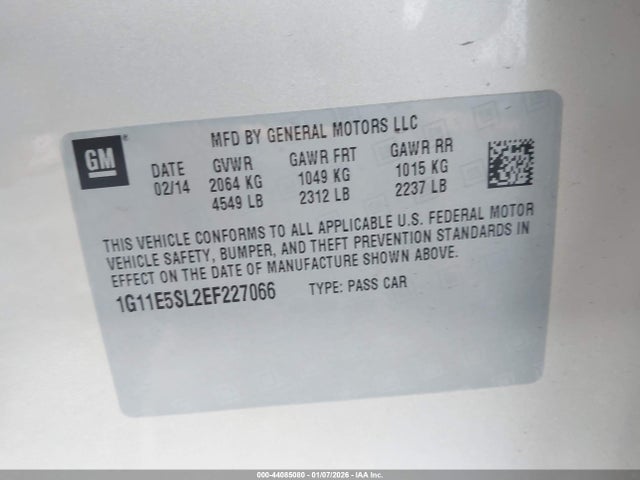 GM
MFD BY GENERAL MOTORS LLC
DATE GVWR GAWR FRT GAWR RR
02/14 2064 KG 1049 KG 1015 KG
4549 LB 2312 LB 2237 LB
THIS VEHICLE CONFORMS TO ALL APPLICABLE U.S. FEDERAL MOTOR
VEHICLE SAFETY, BUMPER, AND THEFT PREVENTION STANDARDS IN
EFFECT ON THE DATE OF MANUFACTURE SHOWN ABOVE.
1G11E5SL2EF227066 TYPE: PASS CAR
000-44085080 - 01/07/2026 - IAA Inc.